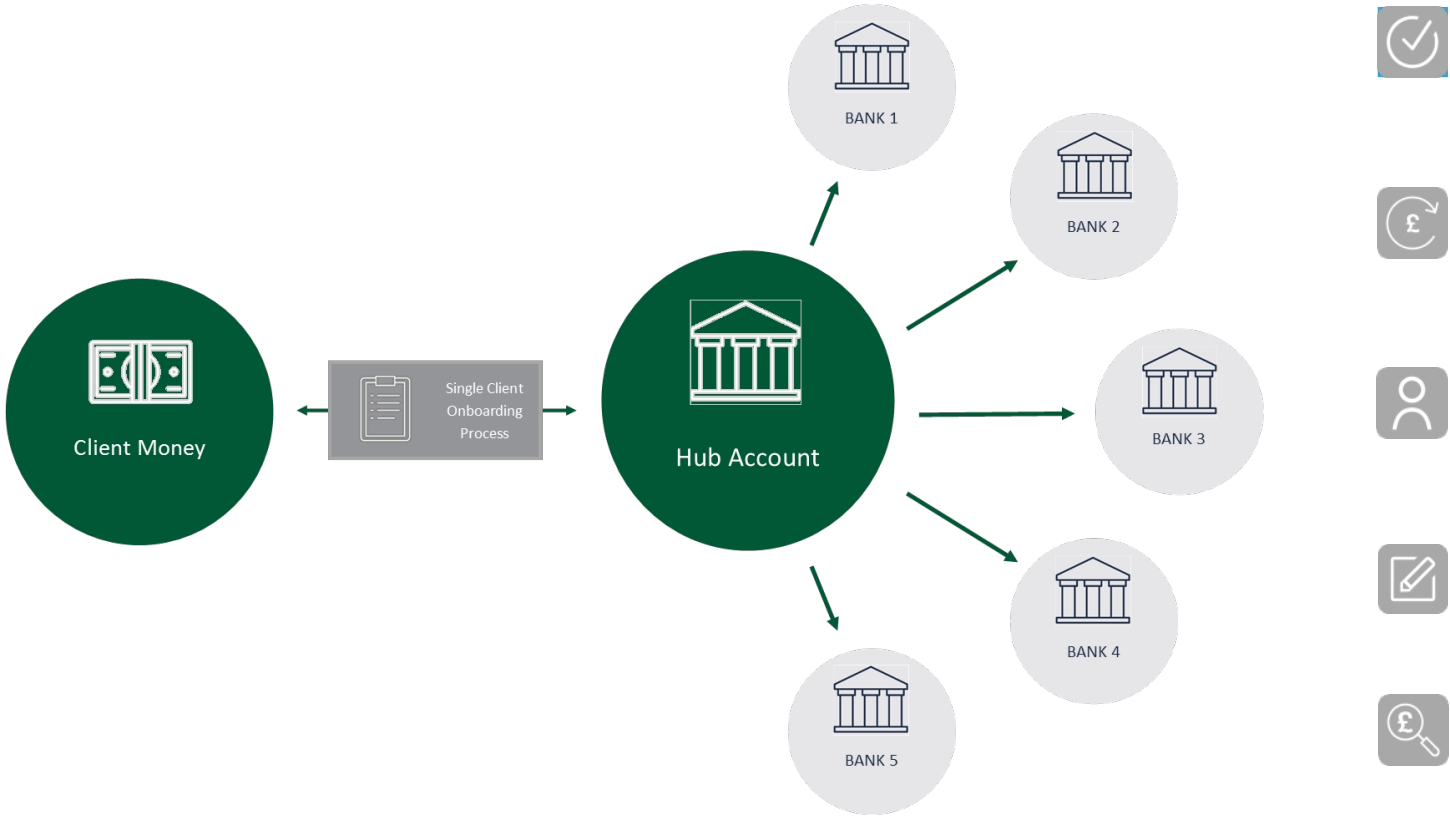 BANK 1
BANK 2
Client Money
Single Client
Onboarding
Process
Hub Account
BANK 3
BANK 4
BANK 5
£
£